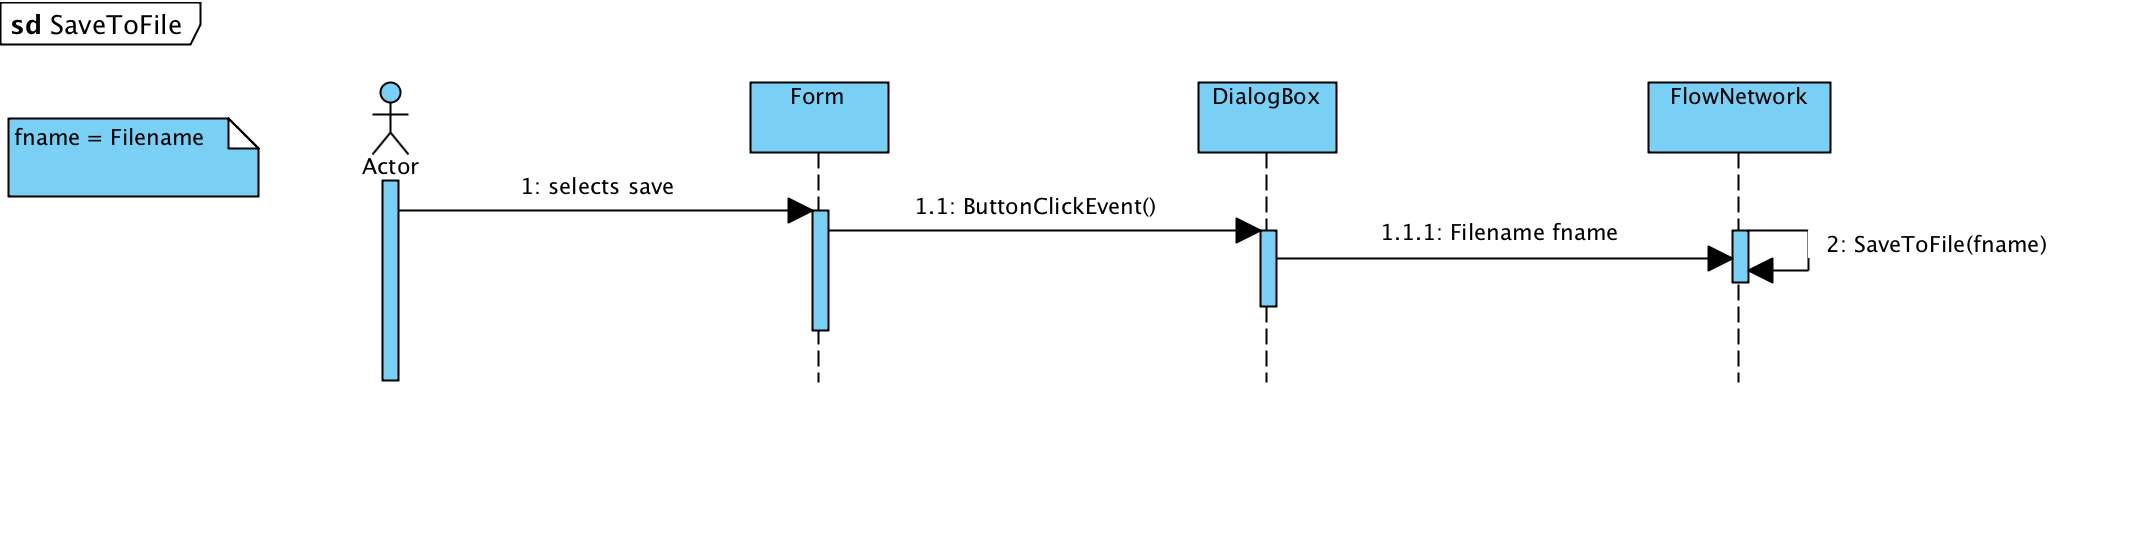 sd SaveToFile
fname = Filename
Actor
Form
DialogBox
FlowNetwork
1: selects save
1.1: ButtonClickEvent()
1.1.1: Filename fname
2: SaveToFile(fname)